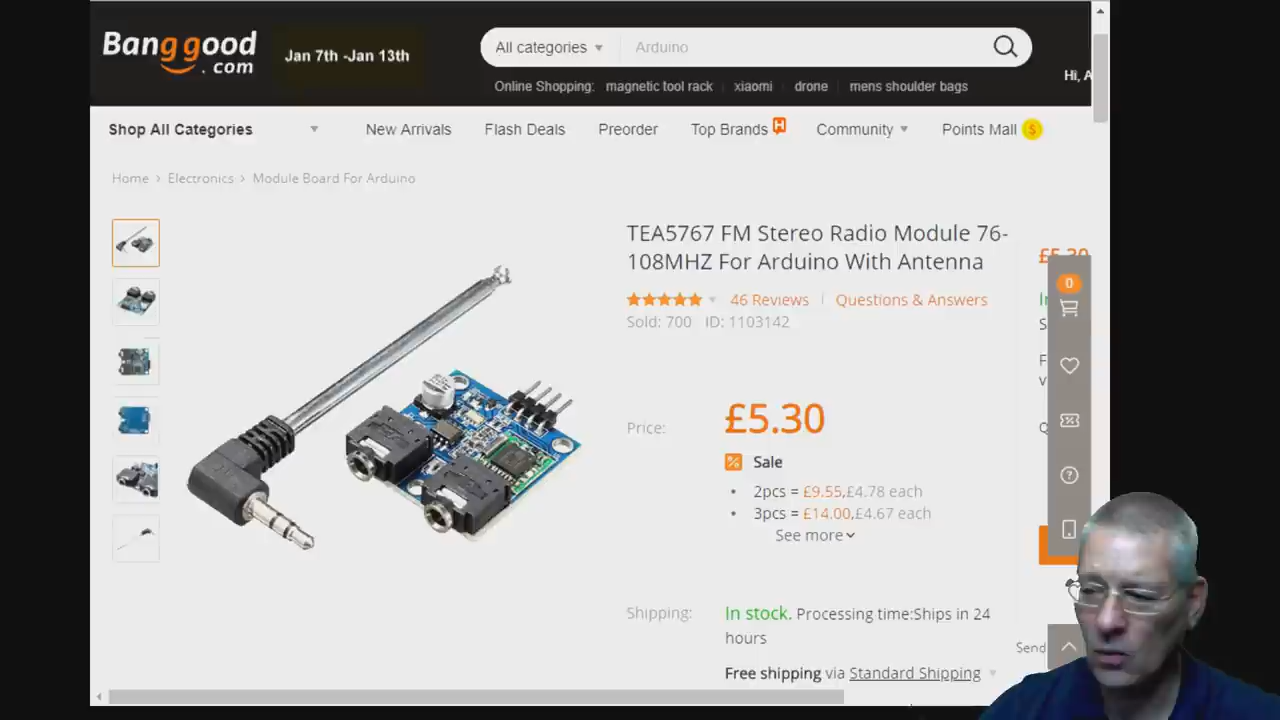 Banggood
.com
Jan 7th -Jan 13th
All categories
Arduino
Hi, A
Online Shopping: magnetic tool rack xiaomi drone mens shoulder bags
Shop All Categories
New Arrivals
Flash Deals
Preorder
Top Brands
H
Community
Points Mall
$
Home > Electronics > Module Board For Arduino
TEA5767 FM Stereo Radio Module 76-
108MHZ For Arduino With Antenna
46 Reviews
Questions & Answers
Sold: 700 ID: 1103142
£5.30
0
Price:
£5.30
% Sale
• 2pcs = £9.55,£4.78 each
• 3pcs = £14.00,£4.67 each
See more
Shipping:
In stock. Processing time:Ships in 24
hours
Send
Free shipping via Standard Shipping